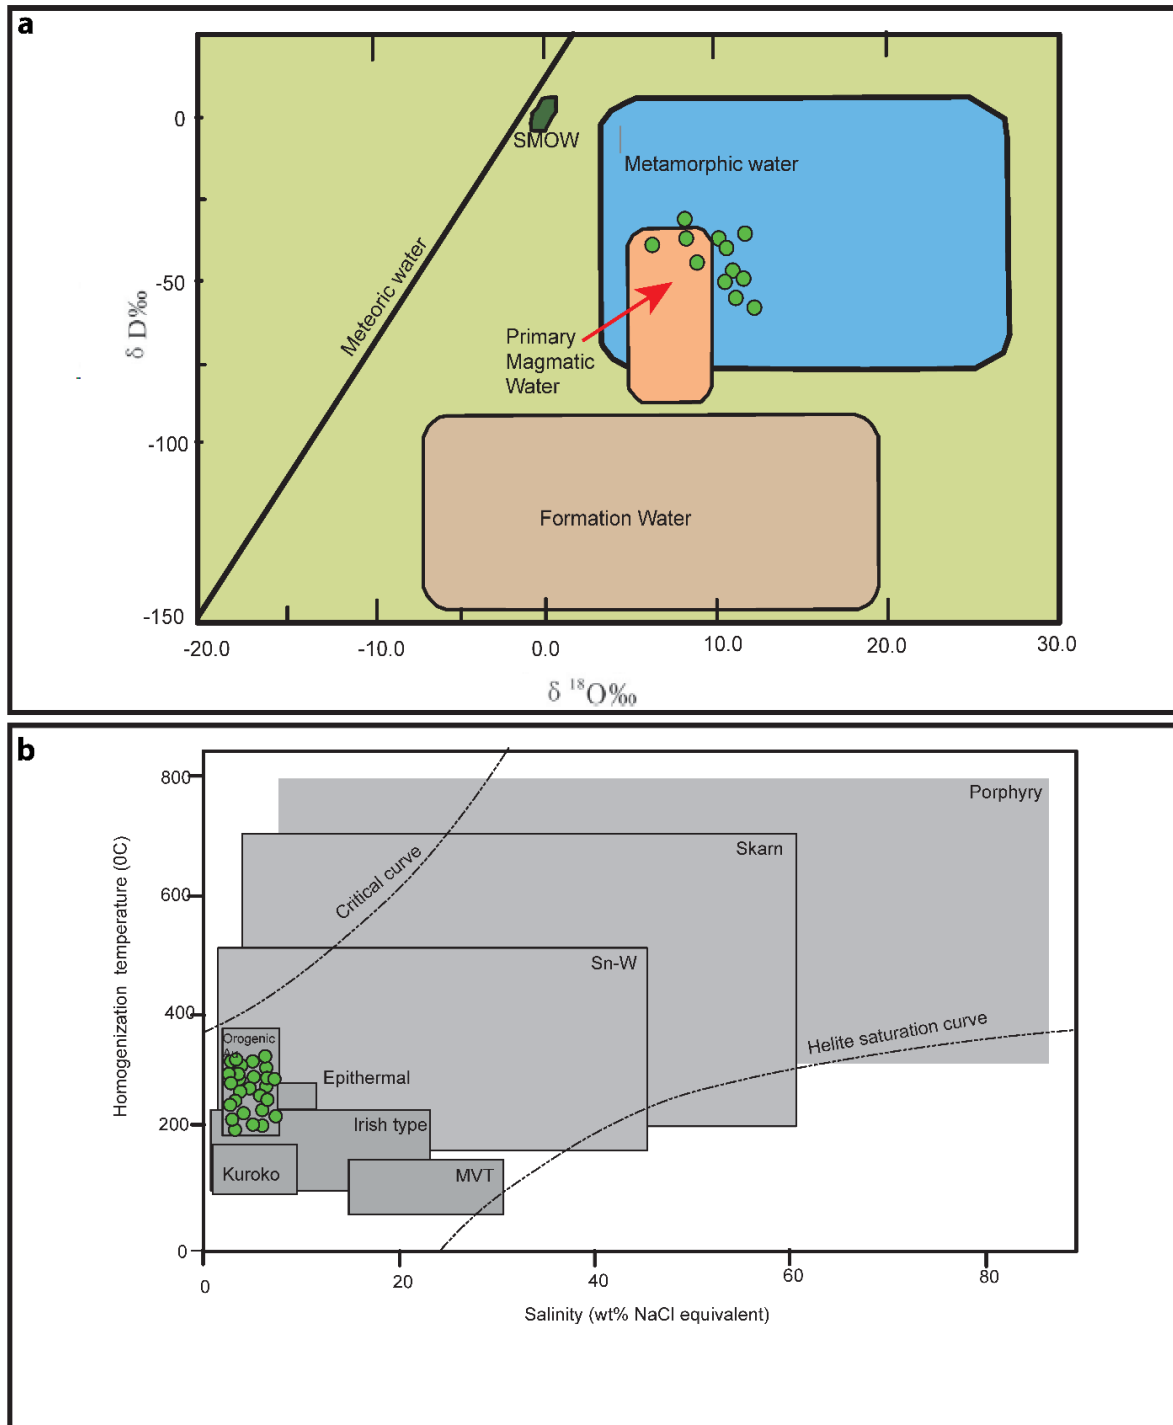 a
0
-50
-100
-150
δ D‰
Meteoric water
SMOW
Metamorphic water
Primary
Magmatic
Water
Formation Water
-20.0
-10.0
0.0
10.0
20.0
30.0
δ ¹⁸O‰
b
800
600
400
200
0
Homogenization temperature (0C)
Critical curve
Porphyry
Skarn
Sn-W
Helite saturation curve
Orogenic
Au
Epithermal
Irish type
Kuroko
MVT
0
20
40
60
80
Salinity (wt% NaCl equivalent)